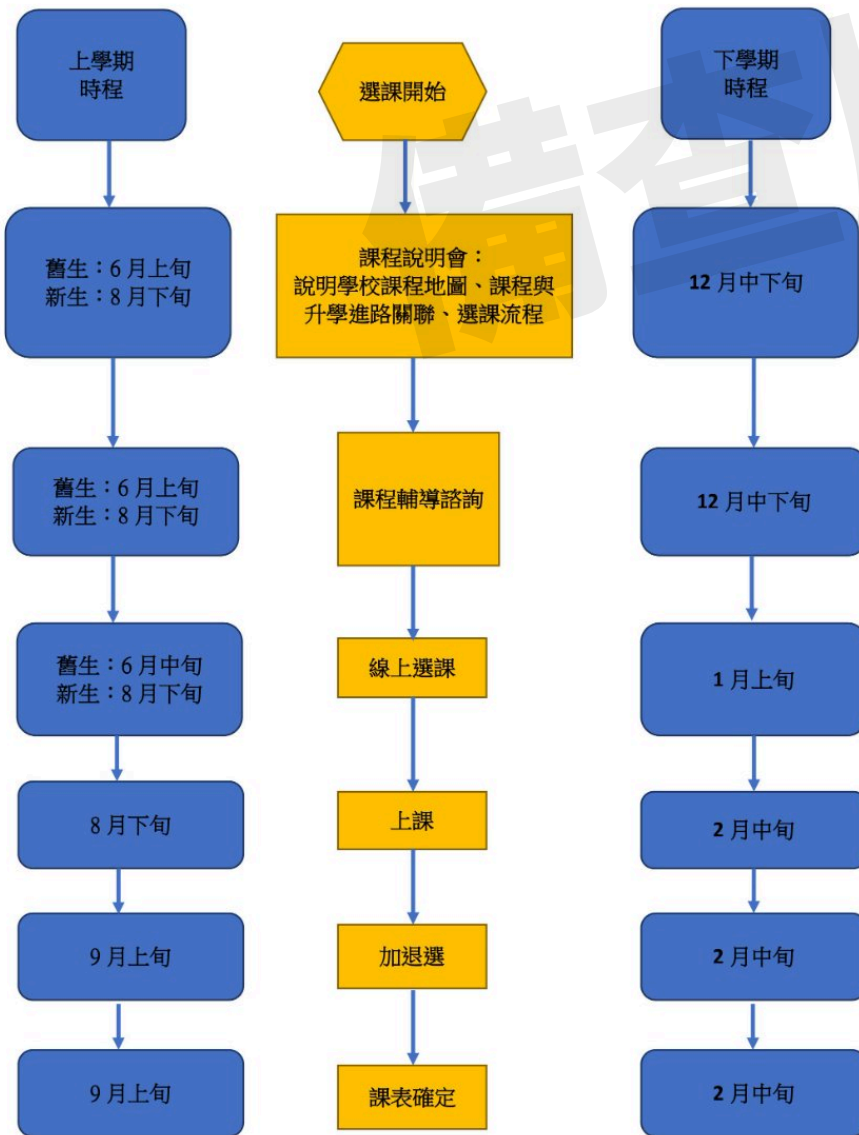 上學期
時程
選課開始
下學期
時程
備查
舊生：6月上旬
新生：8月下旬
課程說明會：
說明學校課程地圖、課程與
升學進路關聯、選課流程
12月中下旬
舊生：6月上旬
新生：8月下旬
課程輔導諮詢
12月中下旬
舊生：6月中旬
新生：8月下旬
線上選課
1月上旬
8月下旬
上課
2月中旬
9月上旬
加退選
2月中旬
9月上旬
課表確定
2月中旬